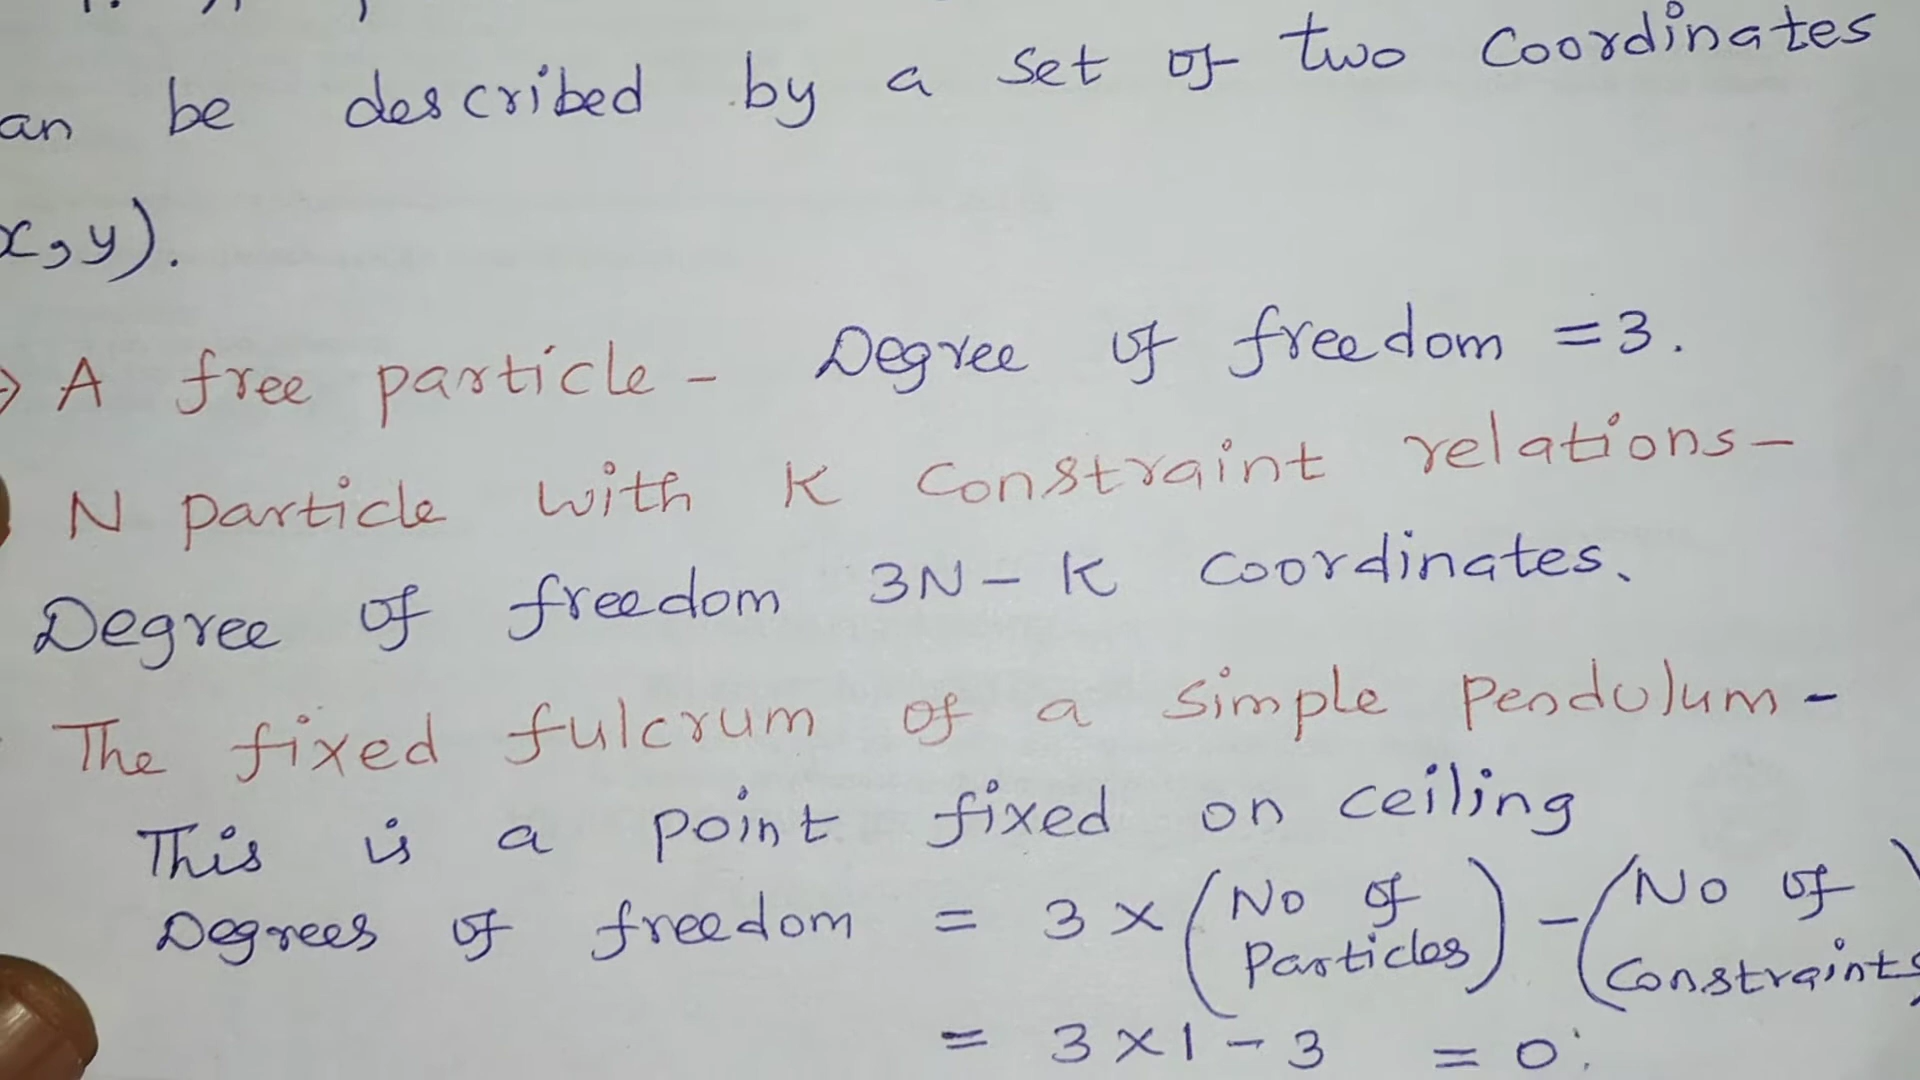 an be described by a set of two Coordinates
x,y).
→ A free particle - Degree of freedom = 3.
N particle with K Constraint relations -
Degree of freedom 3N - K Coordinates.
The fixed fulcrum of a simple pendulum -
This is a point fixed on ceiling
Degrees of freedom = 3 × (No of Particles) - (No of Constraints)
= 3 × 1 - 3 = 0.